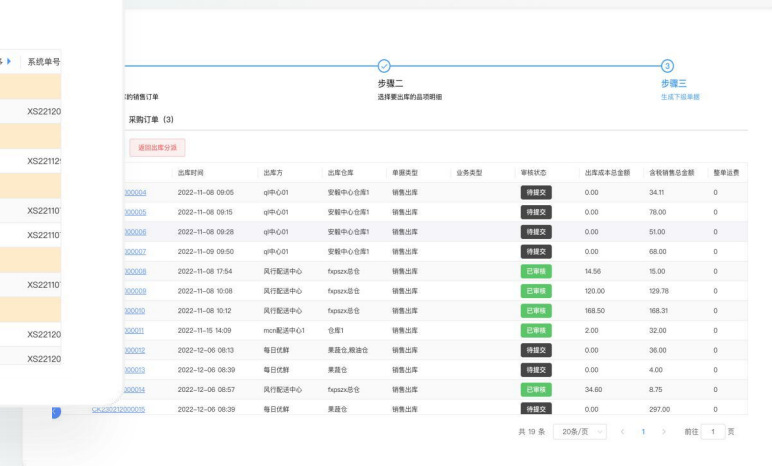 系统单号
XS22120
XS221129
XS221107
XS221107
XS221107
XS22120
XS22120
3
步骤二
步骤三
的销售订单
选择要出库的品项明细
生成下级单据
采购订单 (3)
返回出库分派
出库时间 出库方 出库仓库 单据类型 业务类型 审核状态 出库成本总金额 含税销售总金额 整单运费
100004 2022-11-08 09:05 ql中心01 安毅中心仓库1 销售出库 待提交 0.00 34.11 0
100005 2022-11-08 09:15 ql中心01 安毅中心仓库1 销售出库 待提交 0.00 78.00 0
100006 2022-11-08 09:28 ql中心01 安毅中心仓库1 销售出库 待提交 0.00 51.00 0
100007 2022-11-09 09:50 ql中心01 安毅中心仓库1 销售出库 待提交 0.00 68.00 0
100008 2022-11-08 17:54 风行配送中心 fxpszx总仓 销售出库 已审核 14.56 15.00 0
100009 2022-11-08 10:08 风行配送中心 fxpszx总仓 销售出库 已审核 120.00 129.78 0
100010 2022-11-08 10:12 风行配送中心 fxpszx总仓 销售出库 已审核 168.50 168.31 0
100011 2022-11-15 14:09 mcn配送中心1 仓库1 销售出库 已审核 2.00 32.00 0
100012 2022-12-06 08:13 每日优鲜 果蔬仓,粮油仓 销售出库 待提交 0.00 36.00 0
100013 2022-12-06 08:39 每日优鲜 果蔬仓 销售出库 待提交 0.00 4.00 0
100014 2022-12-06 08:57 风行配送中心 fxpszx总仓 销售出库 已审核 34.60 8.75 0
CK230212000015 2022-12-06 08:39 每日优鲜 果蔬仓 销售出库 待提交 0.00 297.00 0
共 19 条 20条/页 < 1 > 前往 1 页